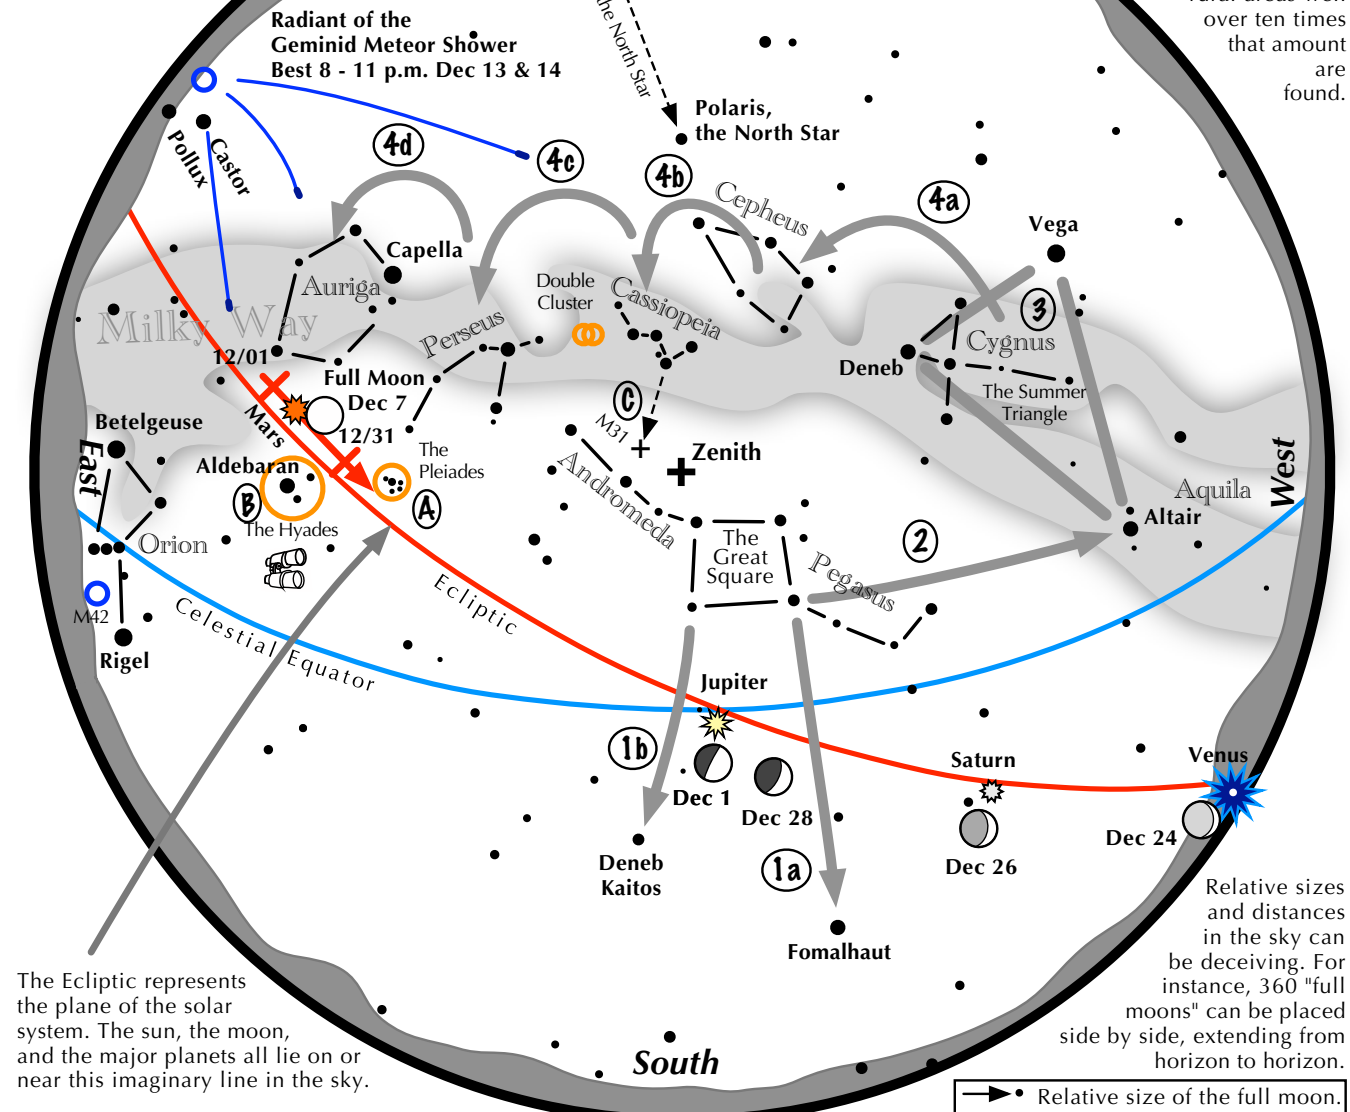 rural areas well
over ten times
that amount
are
found.
Radiant of the
Geminid Meteor Shower
Best 8 - 11 p.m. Dec 13 & 14
the North Star
Polaris,
the North Star
Pollux
Castor
4d
4c
4b
4a
Cepheus
Vega
Capella
Auriga
Double
Cluster
Cassiopeia
3
Milky Way
Perseus
Cygnus
Deneb
12/01
Full Moon
Dec 7
The Summer
Triangle
C
M31
Mars
12/31
Betelgeuse
East
The
Pleiades
Zenith
West
Aldebaran
Andromeda
Aquila
B
A
Altair
The Hyades
Orion
The
Great
Square
2
Pegasus
M42
Celestial Equator
Ecliptic
Rigel
Jupiter
1b
Saturn
Venus
Dec 1
Dec 28
Dec 24
Deneb
Kaitos
1a
Dec 26
Fomalhaut
Relative sizes
and distances
in the sky can
be deceiving. For
instance, 360 "full
moons" can be placed
side by side, extending from
horizon to horizon.
The Ecliptic represents
the plane of the solar
system. The sun, the moon,
and the major planets all lie on or
near this imaginary line in the sky.
South
Relative size of the full moon.